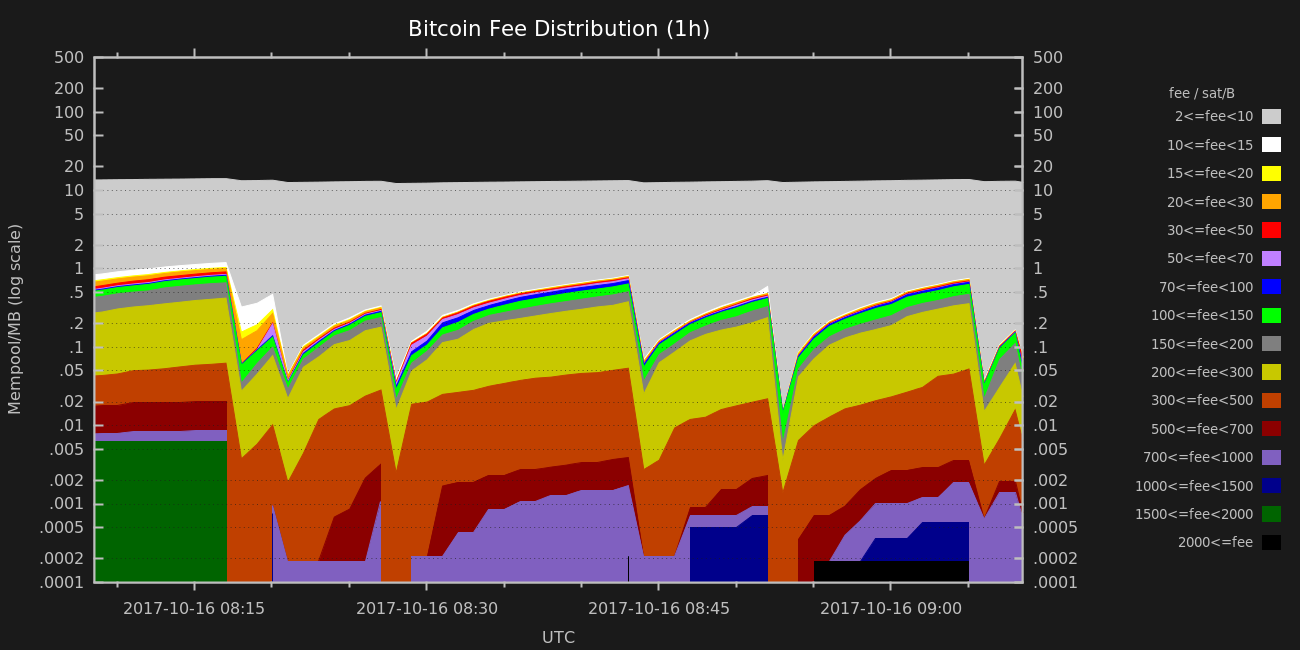 Bitcoin Fee Distribution (1h)
Mempool/MB (log scale)
500
200
100
50
20
10
5
2
1
.5
.2
.1
.05
.02
.01
.005
.002
.001
.0005
.0002
.0001
500
200
100
50
20
10
5
2
1
.5
.2
.1
.05
.02
.01
.005
.002
.001
.0005
.0002
.0001
2017-10-16 08:15
2017-10-16 08:30
2017-10-16 08:45
2017-10-16 09:00
UTC
fee / sat/B
2<=fee<10
10<=fee<15
15<=fee<20
20<=fee<30
30<=fee<50
50<=fee<70
70<=fee<100
100<=fee<150
150<=fee<200
200<=fee<300
300<=fee<500
500<=fee<700
700<=fee<1000
1000<=fee<1500
1500<=fee<2000
2000<=fee